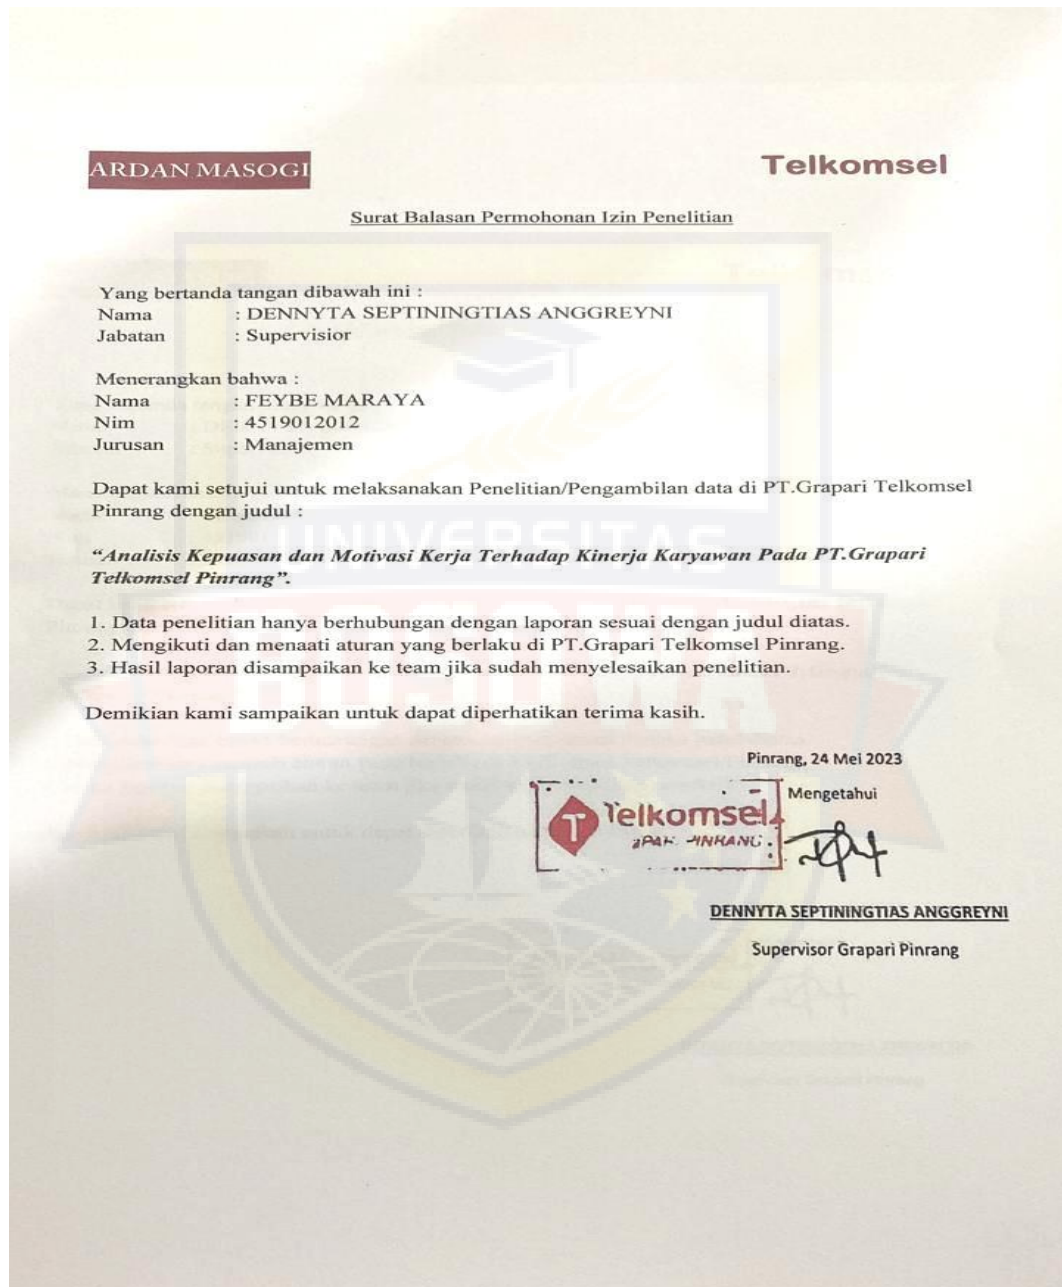 ARDAN MASOGI
Telkomsel
Surat Balasan Permohonan Izin Penelitian
Yang bertanda tangan dibawah ini :
Nama : DENNYTA SEPTININGTIAS ANGGREYNI
Jabatan : Supervisior
Menerangkan bahwa :
Nama : FEYBE MARAYA
Nim : 4519012012
Jurusan : Manajemen
Dapat kami setujui untuk melaksanakan Penelitian/Pengambilan data di PT.Grapari Telkomsel
Pinrang dengan judul :
UNIVERSITAS
“Analisis Kepuasan dan Motivasi Kerja Terhadap Kinerja Karyawan Pada PT.Grapari
Telkomsel Pinrang”.
1. Data penelitian hanya berhubungan dengan laporan sesuai dengan judul diatas.
2. Mengikuti dan menaati aturan yang berlaku di PT.Grapari Telkomsel Pinrang.
3. Hasil laporan disampaikan ke team jika sudah menyelesaikan penelitian.
BOSOWA
Demikian kami sampaikan untuk dapat diperhatikan terima kasih.
Pinrang, 24 Mei 2023
Mengetahui
Telkomsel
DENNYTA SEPTININGTIAS ANGGREYNI
Supervisor Grapari Pinrang